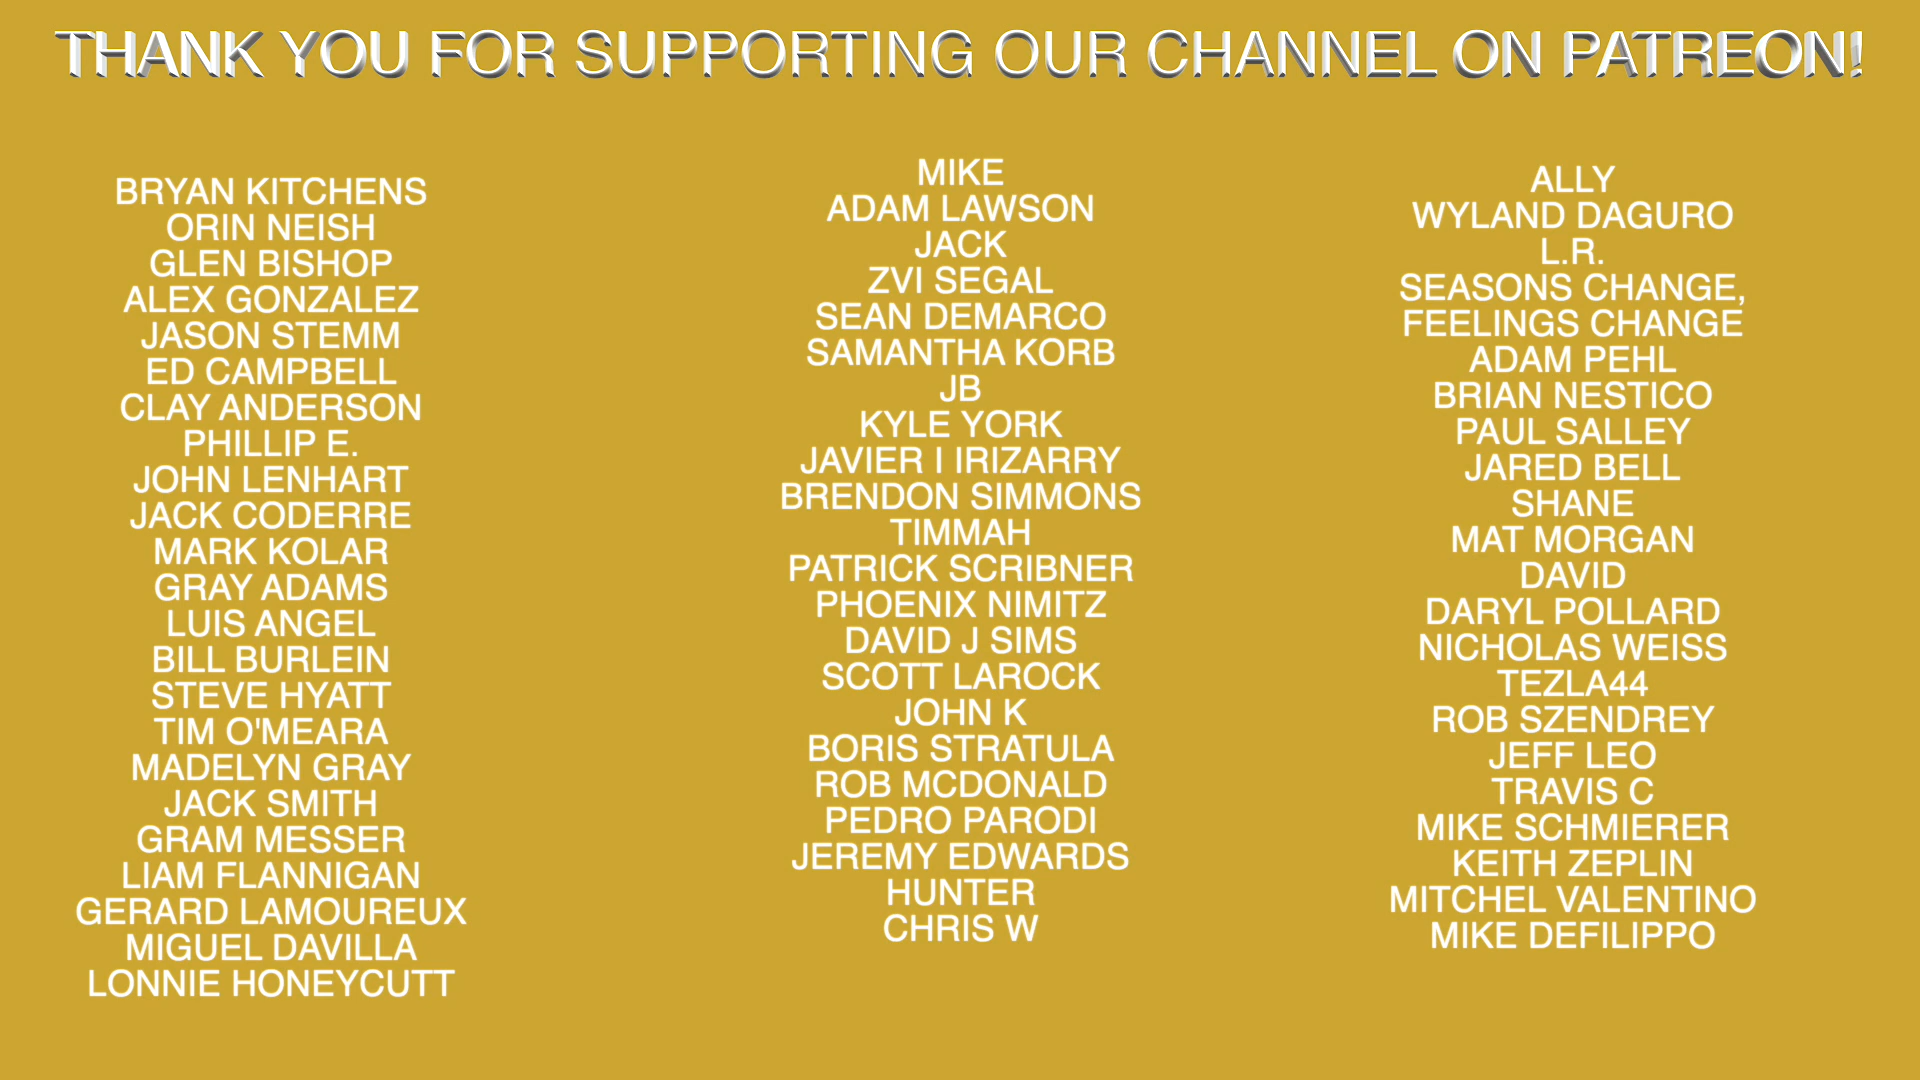 THANK YOU FOR SUPPORTING OUR CHANNEL ON PATREON!
BRYAN KITCHENS
ORIN NEISH
GLEN BISHOP
ALEX GONZALEZ
JASON STEMM
ED CAMPBELL
CLAY ANDERSON
PHILLIP E.
JOHN LENHART
JACK CODERRE
MARK KOLAR
GRAY ADAMS
LUIS ANGEL
BILL BURLEIN
STEVE HYATT
TIM O'MEARA
MADELYN GRAY
JACK SMITH
GRAM MESSER
LIAM FLANNIGAN
GERARD LAMOUREUX
MIGUEL DAVILLA
LONNIE HONEYCUTT
MIKE
ADAM LAWSON
JACK
ZVI SEGAL
SEAN DEMARCO
SAMANTHA KORB
JB
KYLE YORK
JAVIER I IRIZARRY
BRENDON SIMMONS
TIMMAH
PATRICK SCRIBNER
PHOENIX NIMITZ
DAVID J SIMS
SCOTT LAROCK
JOHN K
BORIS STRATULA
ROB MCDONALD
PEDRO PARODI
JEREMY EDWARDS
HUNTER
CHRIS W
ALLY
WYLAND DAGURO
L.R.
SEASONS CHANGE,
FEELINGS CHANGE
ADAM PEHL
BRIAN NESTICO
PAUL SALLEY
JARED BELL
SHANE
MAT MORGAN
DAVID
DARYL POLLARD
NICHOLAS WEISS
TEZLA44
ROB SZENDREY
JEFF LEO
TRAVIS C
MIKE SCHMIERER
KEITH ZEPLIN
MITCHEL VALENTINO
MIKE DEFILIPPO